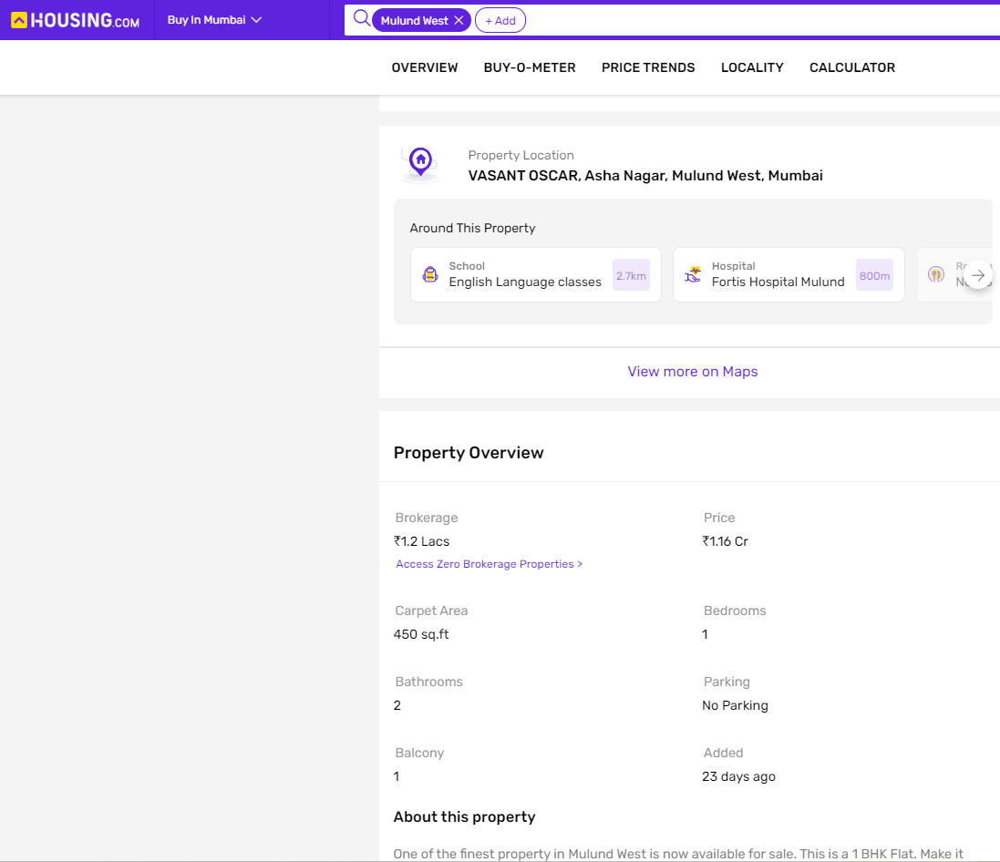 HOUSING.COM
Buy In Mumbai
Mulund West
+ Add
OVERVIEW BUY-O-METER PRICE TRENDS LOCALITY CALCULATOR
Property Location
VASANT OSCAR, Asha Nagar, Mulund West, Mumbai
Around This Property
School
English Language classes
2.7km
Hospital
Fortis Hospital Mulund
800m
View more on Maps
Property Overview
Brokerage
₹1.2 Lacs
Access Zero Brokerage Properties >
Price
₹1.16 Cr
Carpet Area
450 sq.ft
Bedrooms
1
Bathrooms
2
Parking
No Parking
Balcony
1
Added
23 days ago
About this property
One of the finest property in Mulund West is now available for sale. This is a 1 BHK Flat. Make it